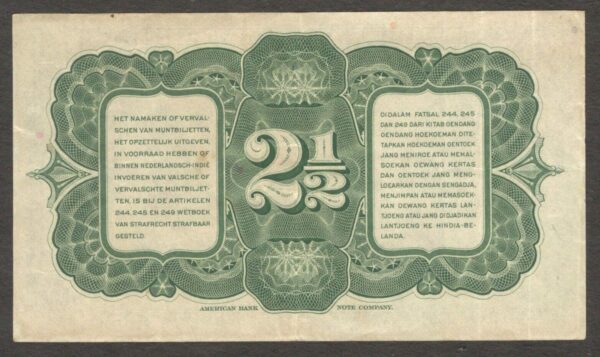 HET NAMAKEN OF VERVAL-
SCHEN VAN MUNTBILJETTEN,
HET OPZETTELIJK UITGEVEN,
IN VOORRAAD HEBBEN OF
BINNEN NEDERLANDSCH-INDIË
INVOEREN VAN VALSCHE OF
VERVALSCHTE MUNTBILJET-
TEN, IS BIJ DE ARTIKELEN
244, 245 EN 249 WETBOEK
VAN STRAFRECHT STRAFBAAR
GESTELD.
2½
DIDALAM FATSAL 244, 245
DAN 249 DARI KITAB OENDANG
OENDANG HOEKOEMAN DITE-
TAPKAN HOEKOEMAN OENTOEK
JANG MENIROE ATAU MEMAL-
SOEKAN OEWANG KERTAS
DAN OENTOEK JANG MENGE-
LOEARKAN DENGAN SENGADJA,
MENJIMPAN ATAU MEMASOEK-
KAN OEWANG KERTAS LAN-
TJOENG ATAU JANG DIDJADIKAN
LANTJOENG KE HINDIA-BE-
LANDA.
AMERICAN BANK NOTE COMPANY.